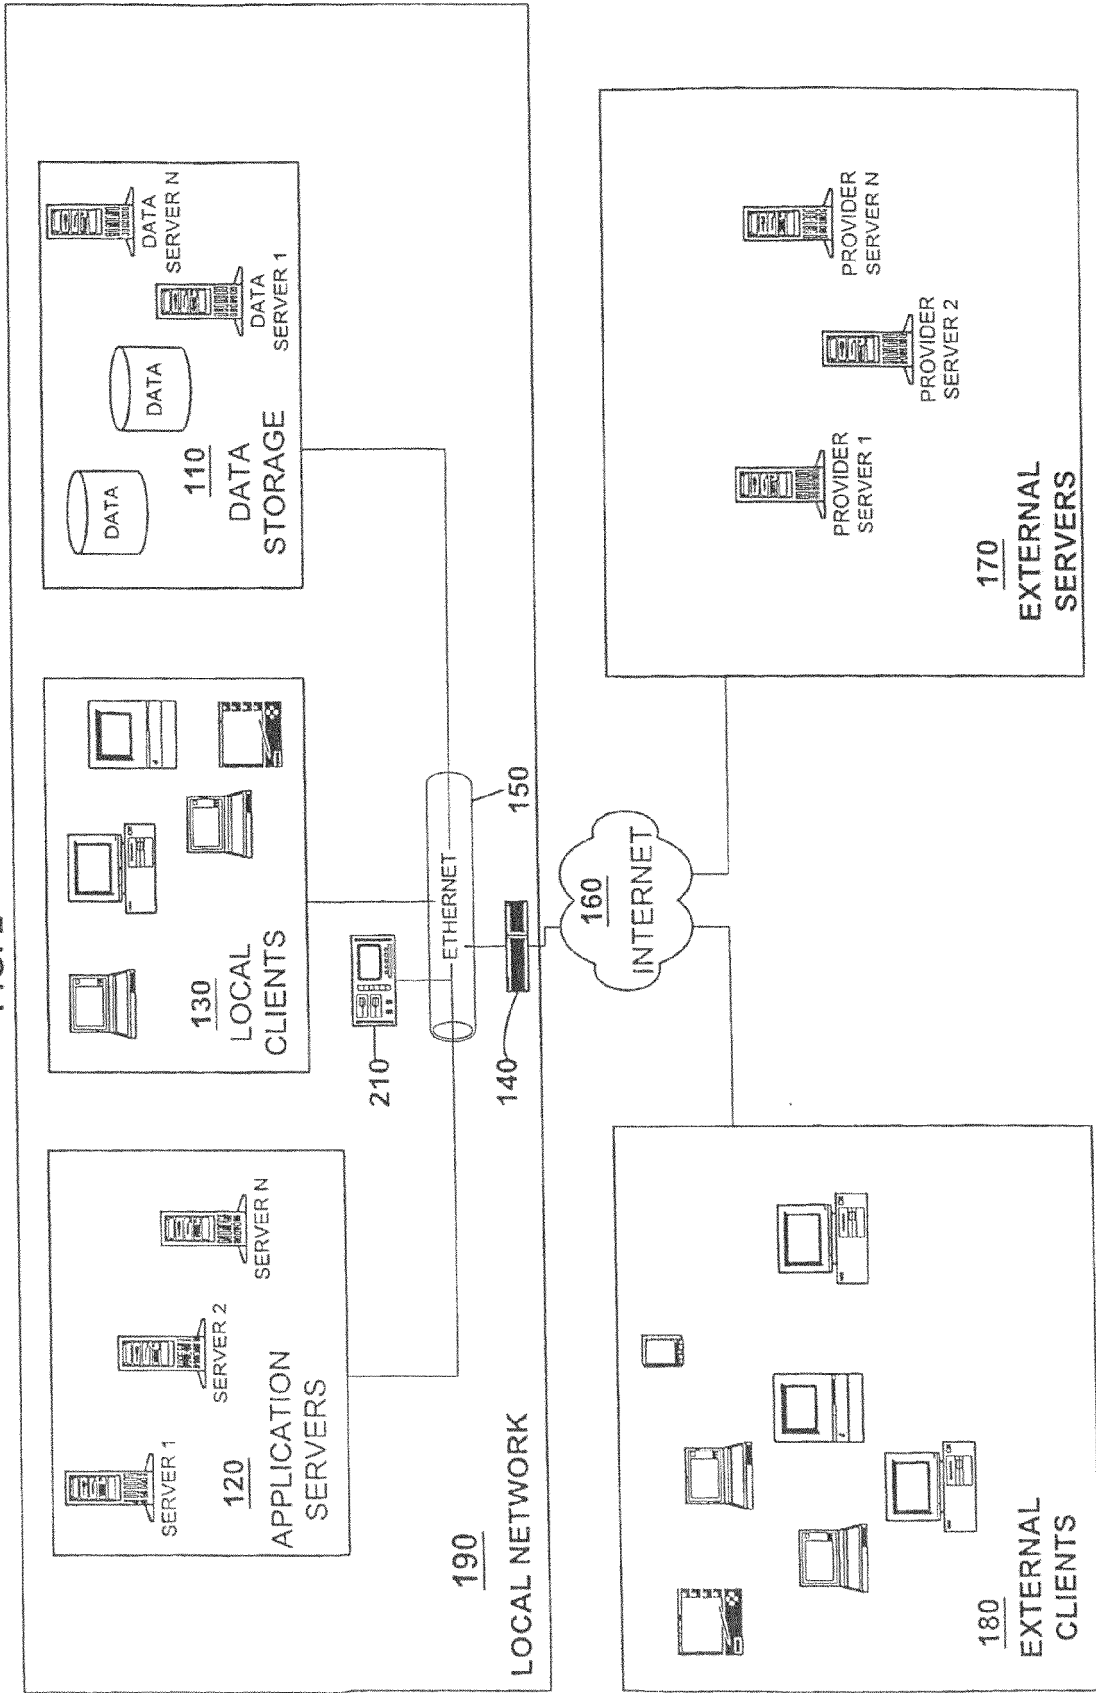 190
LOCAL NETWORK
SERVER 1
SERVER 2
SERVER N
120
APPLICATION
SERVERS
130
LOCAL
CLIENTS
210
140
ETHERNET
150
DATA
DATA
110
DATA
STORAGE
DATA
SERVER 1
DATA
SERVER N
160
INTERNET
180
EXTERNAL
CLIENTS
PROVIDER
SERVER 1
PROVIDER
SERVER 2
PROVIDER
SERVER N
170
EXTERNAL
SERVERS